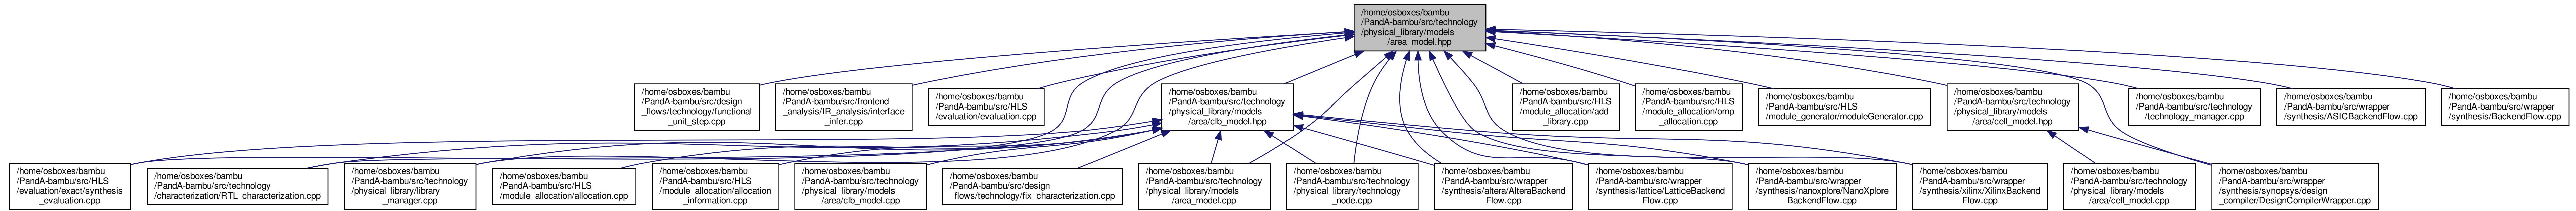 /home/osboxes/bambu
/PandA-bambu/src/technology
/physical_library/models
/area_model.hpp
/home/osboxes/bambu
/PandA-bambu/src/design
_flows/technology/functional
_unit_step.cpp
/home/osboxes/bambu
/PandA-bambu/src/frontend
_analysis/IR_analysis/interface
_infer.cpp
/home/osboxes/bambu
/PandA-bambu/src/HLS
/evaluation/evaluation.cpp
/home/osboxes/bambu
/PandA-bambu/src/technology
/physical_library/models
/area/clb_model.hpp
/home/osboxes/bambu
/PandA-bambu/src/HLS
/module_allocation/add
_library.cpp
/home/osboxes/bambu
/PandA-bambu/src/HLS
/module_allocation/omp
_allocation.cpp
/home/osboxes/bambu
/PandA-bambu/src/HLS
/module_generator/moduleGenerator.cpp
/home/osboxes/bambu
/PandA-bambu/src/technology
/physical_library/models
/area/cell_model.hpp
/home/osboxes/bambu
/PandA-bambu/src/technology
/technology_manager.cpp
/home/osboxes/bambu
/PandA-bambu/src/wrapper
/synthesis/ASICBackendFlow.cpp
/home/osboxes/bambu
/PandA-bambu/src/wrapper
/synthesis/BackendFlow.cpp
/home/osboxes/bambu
/PandA-bambu/src/HLS
/evaluation/exact/synthesis
_evaluation.cpp
/home/osboxes/bambu
/PandA-bambu/src/technology
/characterization/RTL_characterization.cpp
/home/osboxes/bambu
/PandA-bambu/src/technology
/physical_library/library
_manager.cpp
/home/osboxes/bambu
/PandA-bambu/src/HLS
/module_allocation/allocation.cpp
/home/osboxes/bambu
/PandA-bambu/src/HLS
/module_allocation/allocation
_information.cpp
/home/osboxes/bambu
/PandA-bambu/src/technology
/physical_library/models
/area/clb_model.cpp
/home/osboxes/bambu
/PandA-bambu/src/design
_flows/technology/fix_characterization.cpp
/home/osboxes/bambu
/PandA-bambu/src/technology
/physical_library/models
/area_model.cpp
/home/osboxes/bambu
/PandA-bambu/src/technology
/physical_library/technology
_node.cpp
/home/osboxes/bambu
/PandA-bambu/src/wrapper
/synthesis/altera/AlteraBackend
Flow.cpp
/home/osboxes/bambu
/PandA-bambu/src/wrapper
/synthesis/lattice/LatticeBackend
Flow.cpp
/home/osboxes/bambu
/PandA-bambu/src/wrapper
/synthesis/nanoxplore/NanoXplore
BackendFlow.cpp
/home/osboxes/bambu
/PandA-bambu/src/wrapper
/synthesis/xilinx/XilinxBackend
Flow.cpp
/home/osboxes/bambu
/PandA-bambu/src/technology
/physical_library/models
/area/cell_model.cpp
/home/osboxes/bambu
/PandA-bambu/src/wrapper
/synthesis/synopsys/design
_compiler/DesignCompilerWrapper.cpp